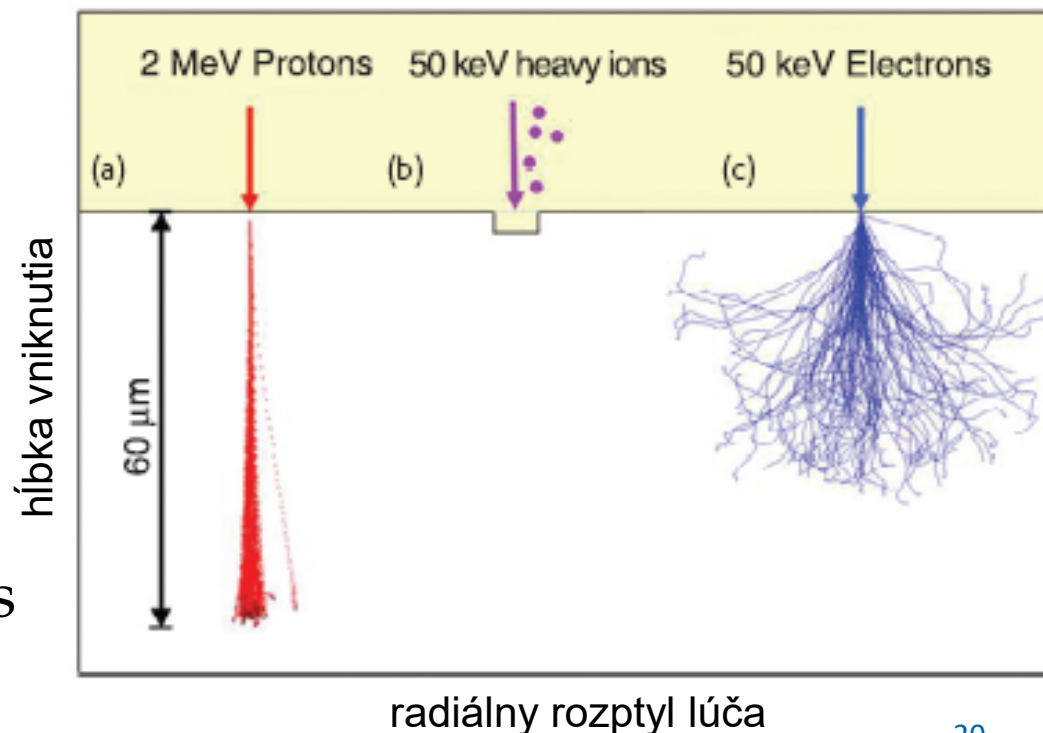 2 MeV Protons
50 keV heavy ions
50 keV Electrons
(a)
(b)
(c)
hĺbka vniknutia
60 μm
s
radiálny rozptyl lúča